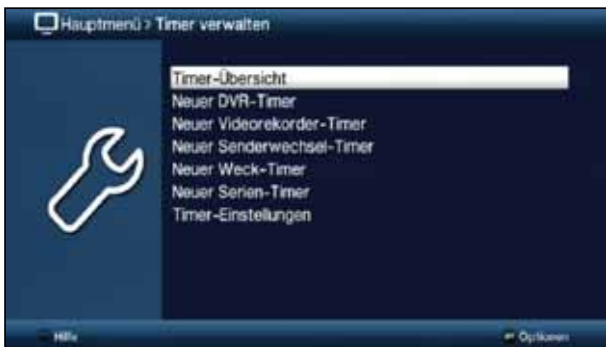 Hauptmenü > Timer verwalten
Timer-Übersicht
Neuer DVR-Timer
Neuer Videorekorder-Timer
Neuer Senderwechsel-Timer
Neuer Weck-Timer
Neuer Serien-Timer
Timer-Einstellungen
Hilfe
Optionen